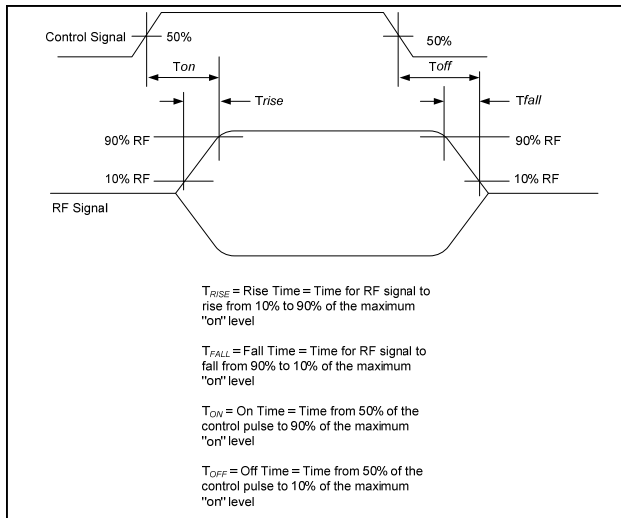 Control Signal
50%
50%
Ton
Toff
Trise
Tfall
90% RF
90% RF
10% RF
10% RF
RF Signal
TRISE = Rise Time = Time for RF signal to
rise from 10% to 90% of the maximum
"on" level
TFALL = Fall Time = Time for RF signal to
fall from 90% to 10% of the maximum
"on" level
TON = On Time = Time from 50% of the
control pulse to 90% of the maximum
"on" level
TOFF = Off Time = Time from 50% of the
control pulse to 10% of the maximum
"on" level